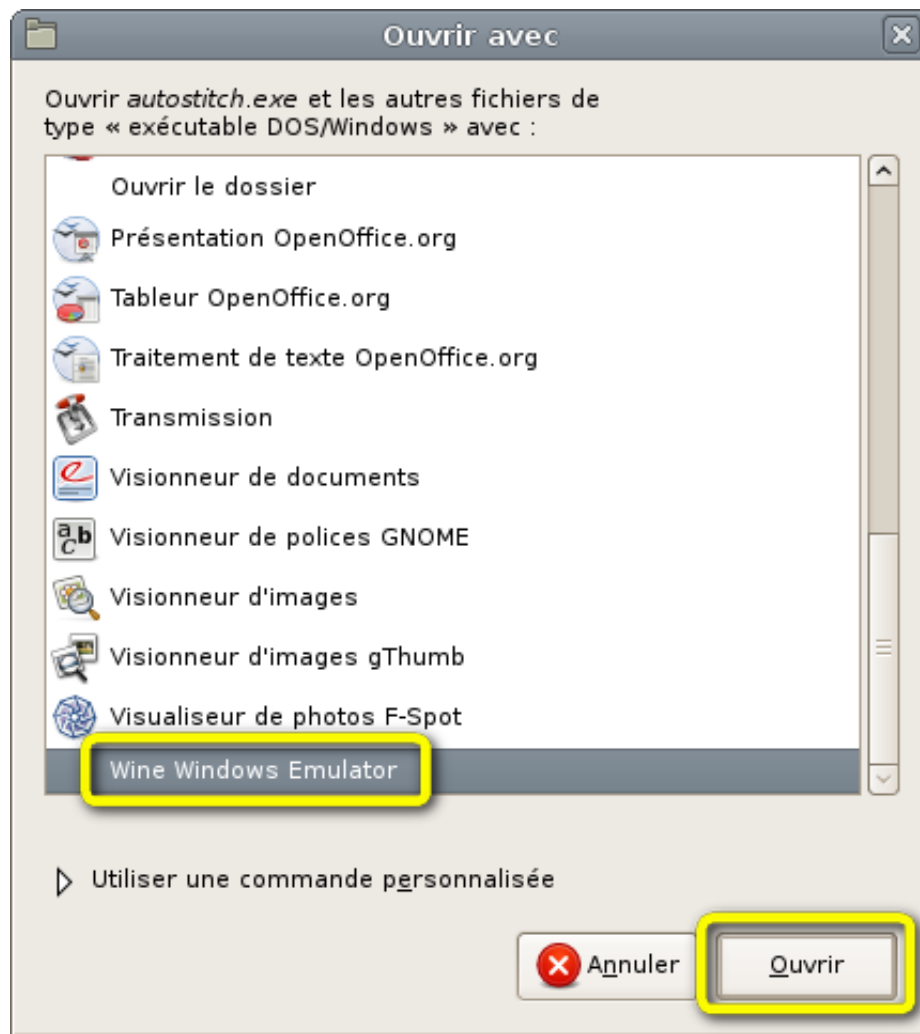 Ouvrir avec
Ouvrir autostitch.exe et les autres fichiers de
type « exécutable DOS/Windows » avec :
Ouvrir le dossier
Présentation OpenOffice.org
Tableur OpenOffice.org
Traitement de texte OpenOffice.org
Transmission
Visionneur de documents
Visionneur de polices GNOME
Visionneur d'images
Visionneur d'images gThumb
Visualiseur de photos F-Spot
Wine Windows Emulator
Utiliser une commande personnalisée
Annuler
Ouvrir